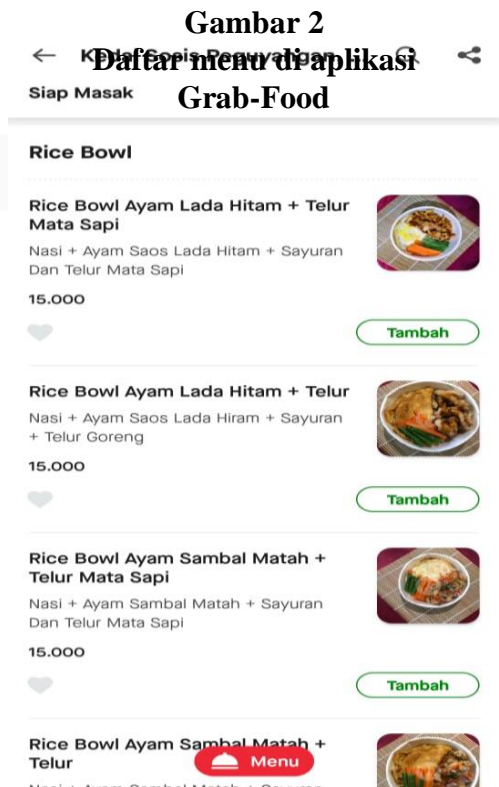 Gambar 2
Daftar menu di aplikasi
Grab-Food
Kedai Sosis Peguyangan
Siap Masak
Rice Bowl
Rice Bowl Ayam Lada Hitam + Telur
Mata Sapi
Nasi + Ayam Saos Lada Hitam + Sayuran
Dan Telur Mata Sapi
15.000
Tambah
Rice Bowl Ayam Lada Hitam + Telur
Nasi + Ayam Saos Lada Hiram + Sayuran
+ Telur Goreng
15.000
Tambah
Rice Bowl Ayam Sambal Matah +
Telur Mata Sapi
Nasi + Ayam Sambal Matah + Sayuran
Dan Telur Mata Sapi
15.000
Tambah
Rice Bowl Ayam Sambal Matah +
Telur
Menu